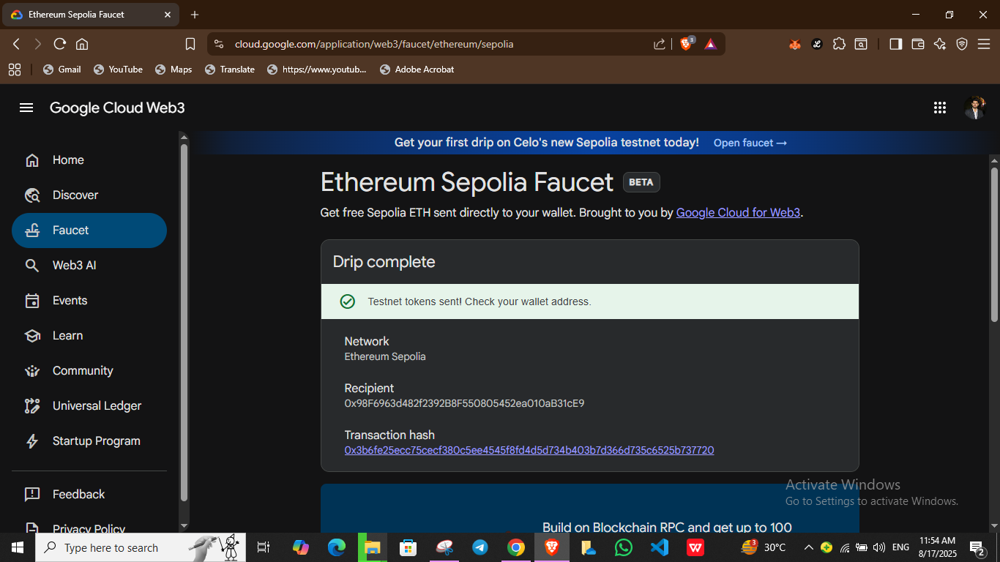 Ethereum Sepolia Faucet
cloud.google.com/application/web3/faucet/ethereum/sepolia
3
Gmail
YouTube
Maps
Translate
https://www.youtub...
Adobe Acrobat
Google Cloud Web3
Get your first drip on Celo's new Sepolia testnet today! Open faucet →
Home
Discover
Faucet
Web3 AI
Events
Learn
Community
Universal Ledger
Startup Program
Feedback
Privacy Policy
Ethereum Sepolia Faucet BETA
Get free Sepolia ETH sent directly to your wallet. Brought to you by Google Cloud for Web3.
Drip complete
Testnet tokens sent! Check your wallet address.
Network
Ethereum Sepolia
Recipient
0x98F6963d482f2392B8F550805452ea010aB31cE9
Transaction hash
0x3b6fe25ecc75cecf380c5ee4545f8fd4d5d734b403b7d366d735c6525b737720
Build on Blockchain RPC and get up to 100
Activate Windows
Go to Settings to activate Windows.
Type here to search
3
30°C
ENG
11:54 AM
8/17/2025
2